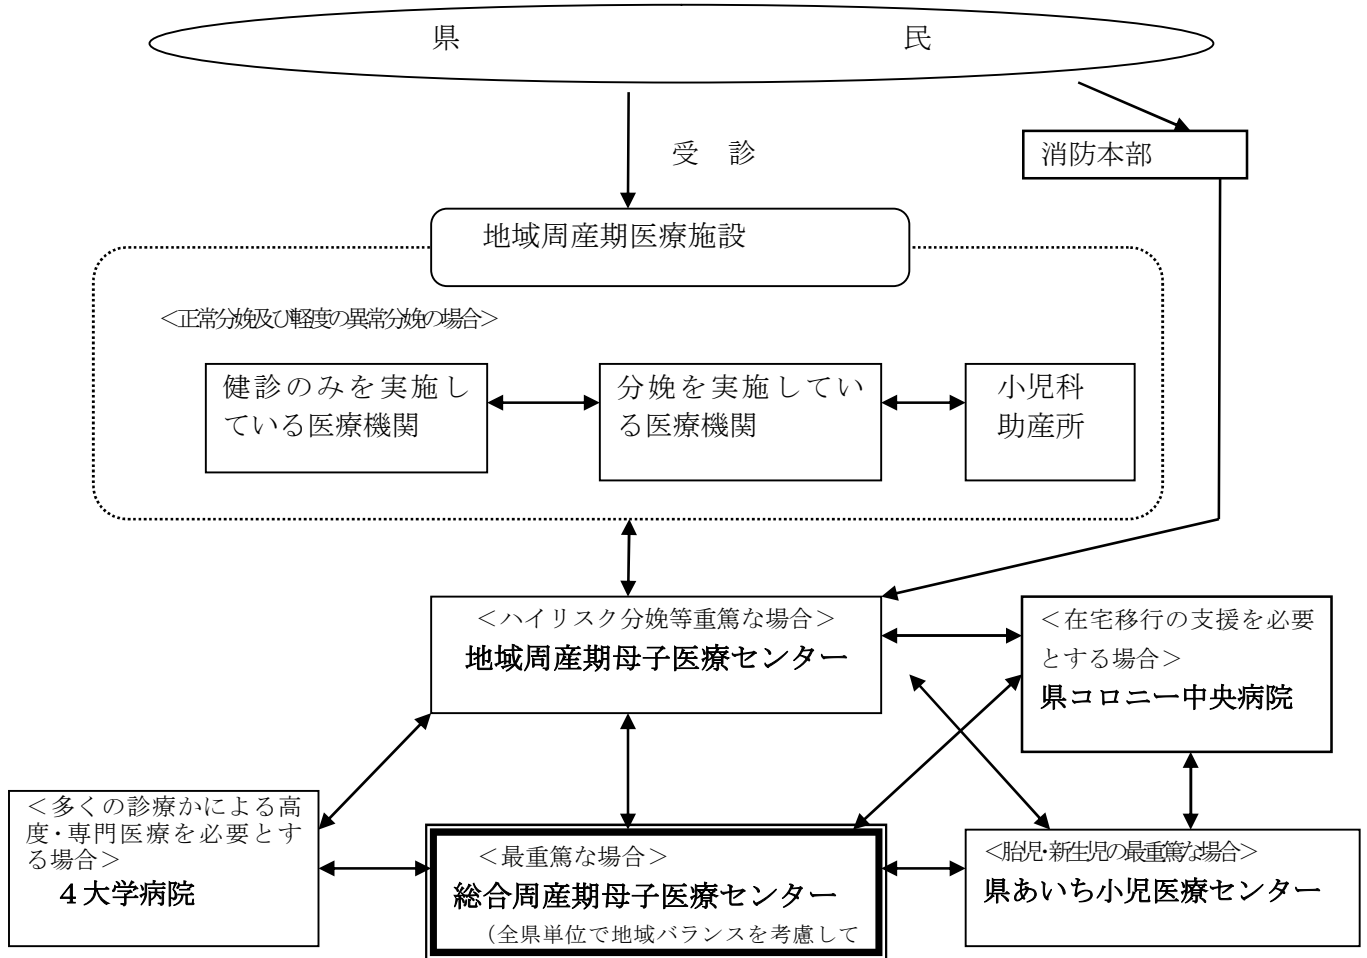 県　民
受　診
消防本部
地域周産期医療施設
＜正常分娩及び軽度の異常分娩の場合＞
健診のみを実施し
ている医療機関
分娩を実施してい
る医療機関
小児科
助産所
＜ハイリスク分娩等重篤な場合＞
地域周産期母子医療センター
＜在宅移行の支援を必要
とする場合＞
県コロニー中央病院
＜多くの診療かによる高
度・専門医療を必要とす
る場合＞
４大学病院
＜最重篤な場合＞
総合周産期母子医療センター
（全県単位で地域バランスを考慮して
＜胎児・新生児の最重篤な場合＞
県あいち小児医療センター